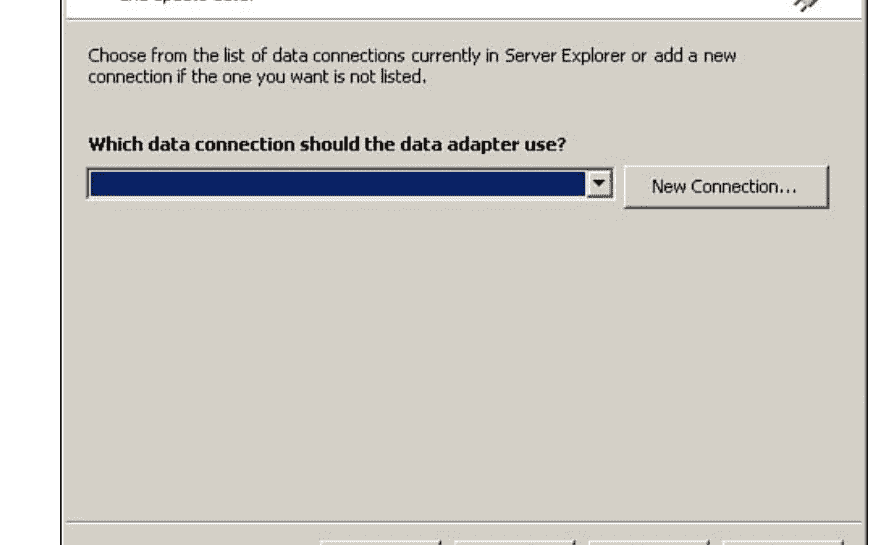 Choose from the list of data connections currently in Server Explorer or add a new
connection if the one you want is not listed.
Which data connection should the data adapter use?
New Connection...